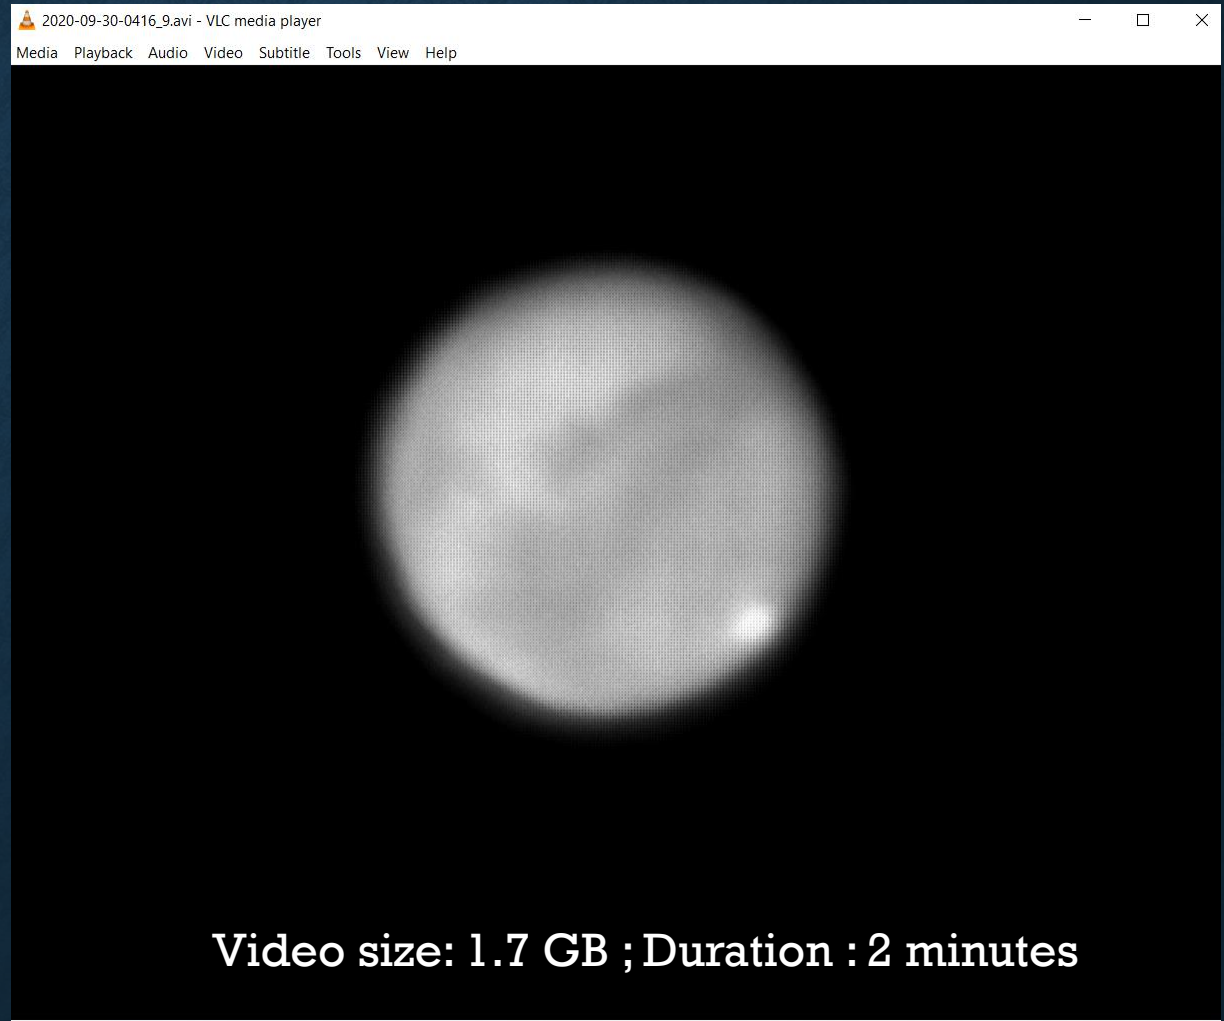 2020-09-30-0416_9.avi - VLC media player
Media Playback Audio Video Subtitle Tools View Help
Video size: 1.7 GB ; Duration : 2 minutes